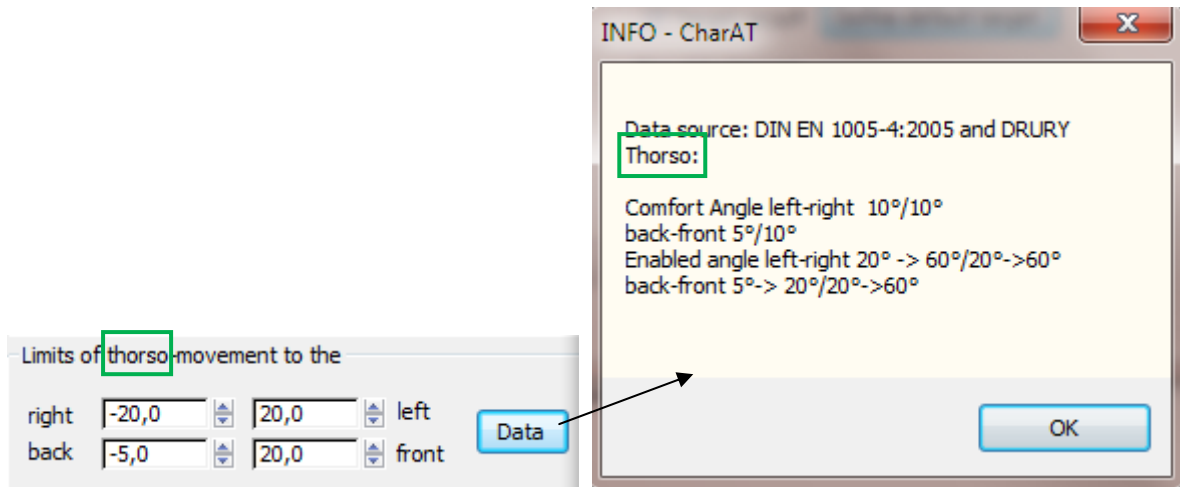 INFO - CharAT
Data source: DIN EN 1005-4:2005 and DRURY
Thorso:
Comfort Angle left-right 10°/10°
back-front 5°/10°
Enabled angle left-right 20° -> 60°/20°->60°
back-front 5°-> 20°/20°->60°
OK
Limits of thorso-movement to the
right -20,0 20,0 left
back -5,0 20,0 front
Data